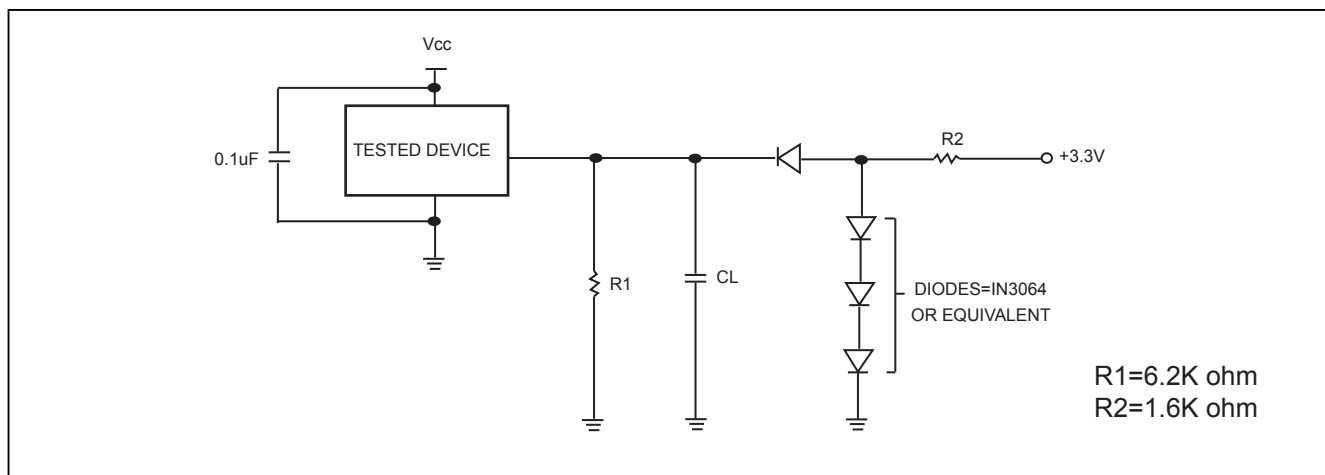 Vcc
0.1uF
TESTED DEVICE
R2
+3.3V
R1
CL
DIODES=IN3064
OR EQUIVALENT
R1=6.2K ohm
R2=1.6K ohm